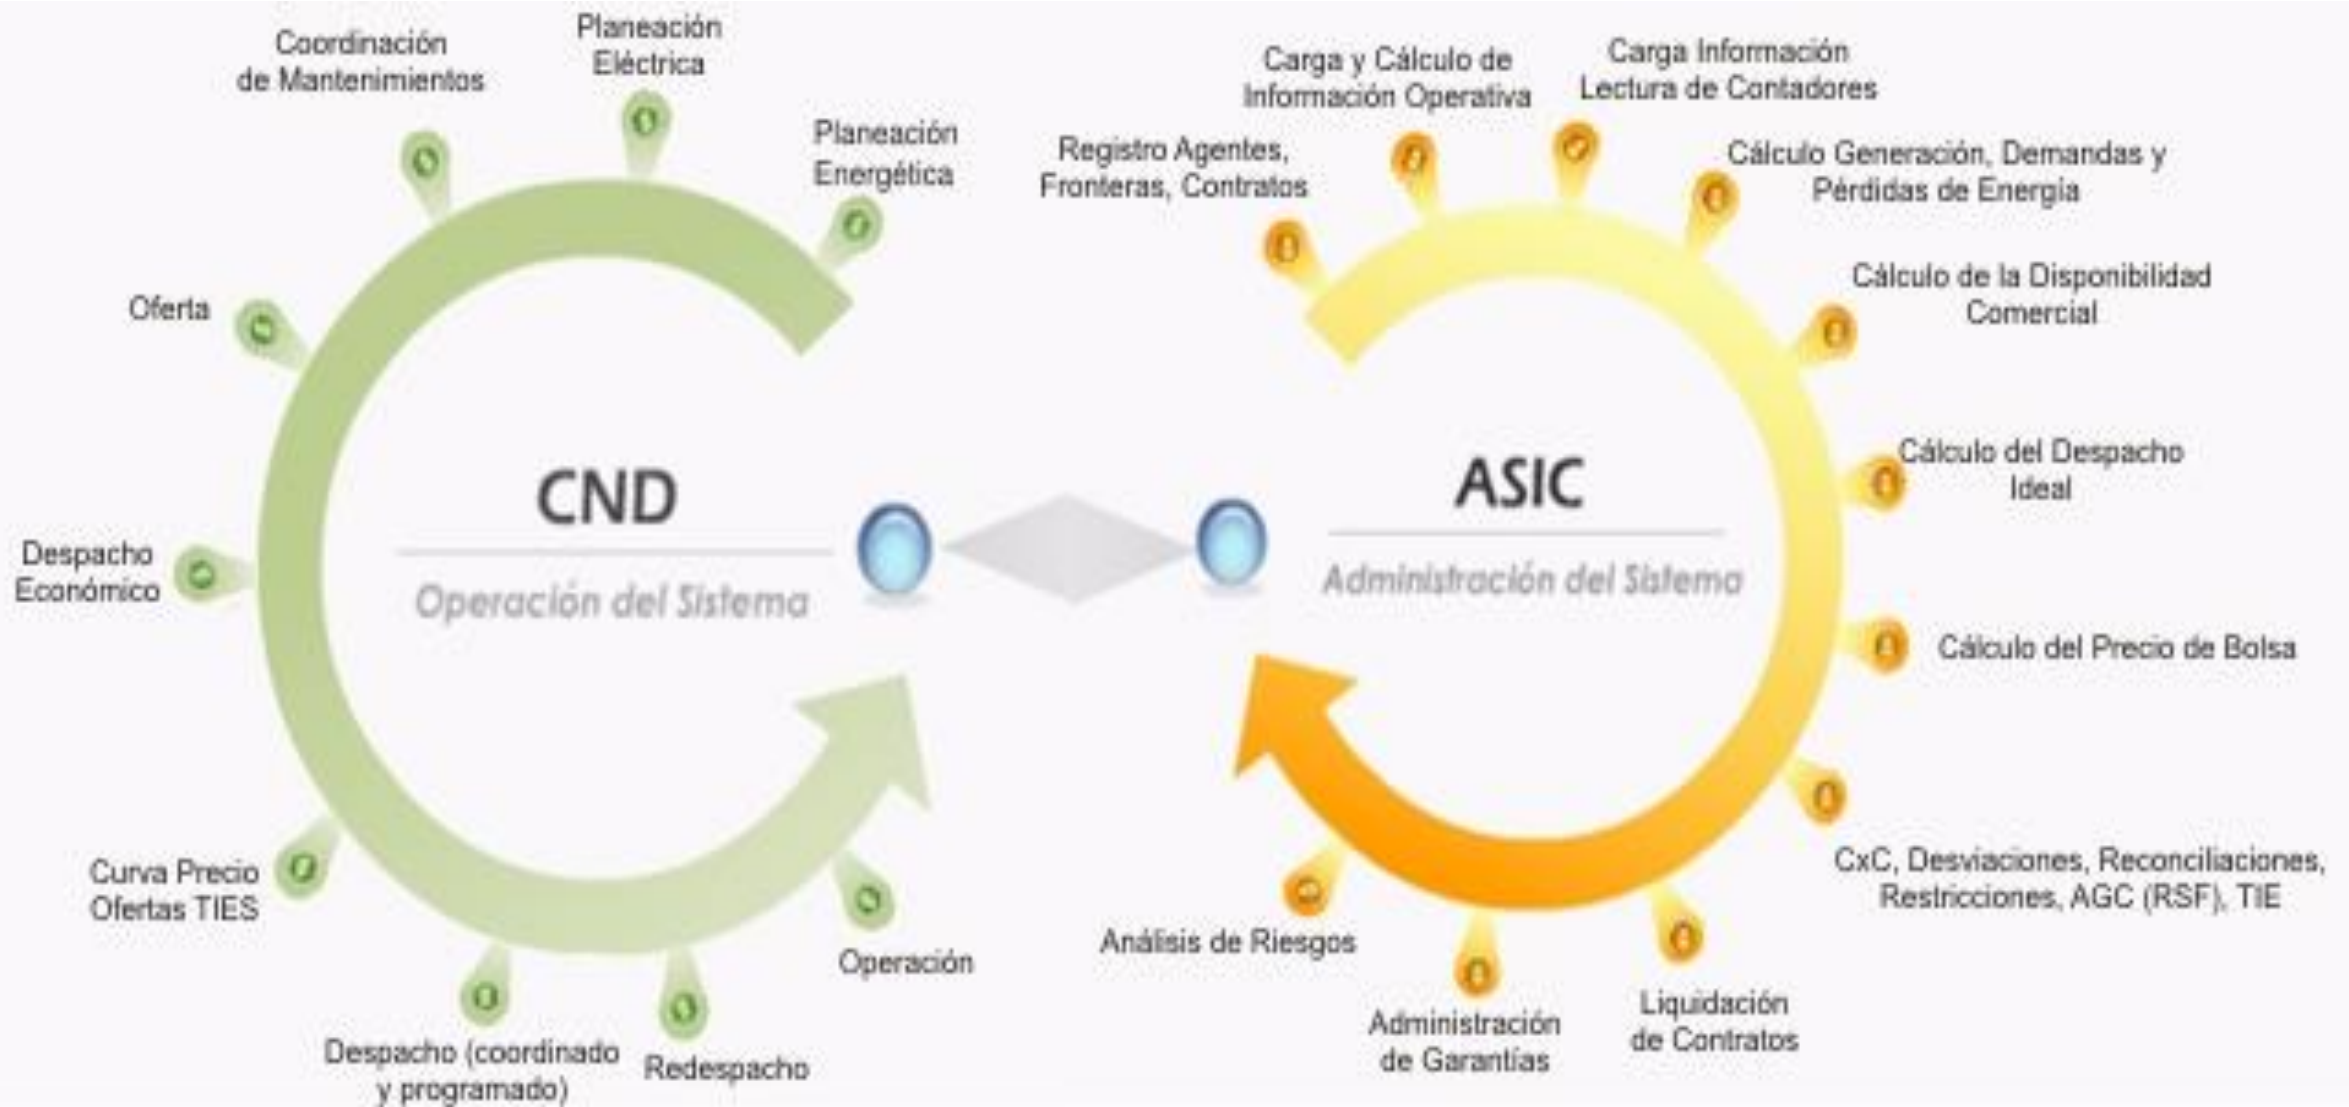 Planeación
Energética
Planeación
Eléctrica
Coordinación
de Mantenimientos
Oferta
Despacho
Económico
Curva Precio
Ofertas TIES
Despacho (coordinado
y programado)
Redespacho
Operación
CND
Operación del Sistema
Registro Agentes,
Fronteras, Contratos
Carga y Cálculo de
Información Operativa
Carga Información
Lectura de Contadores
Cálculo Generación, Demandas y
Pérdidas de Energía
Cálculo de la Disponibilidad
Comercial
Cálculo del Despacho
Ideal
Cálculo del Precio de Bolsa
CxC, Desviaciones, Reconciliaciones,
Restricciones, AGC (RSF), TIE
Liquidación
de Contratos
Administración
de Garantías
Análisis de Riesgos
ASIC
Administración del Sistema